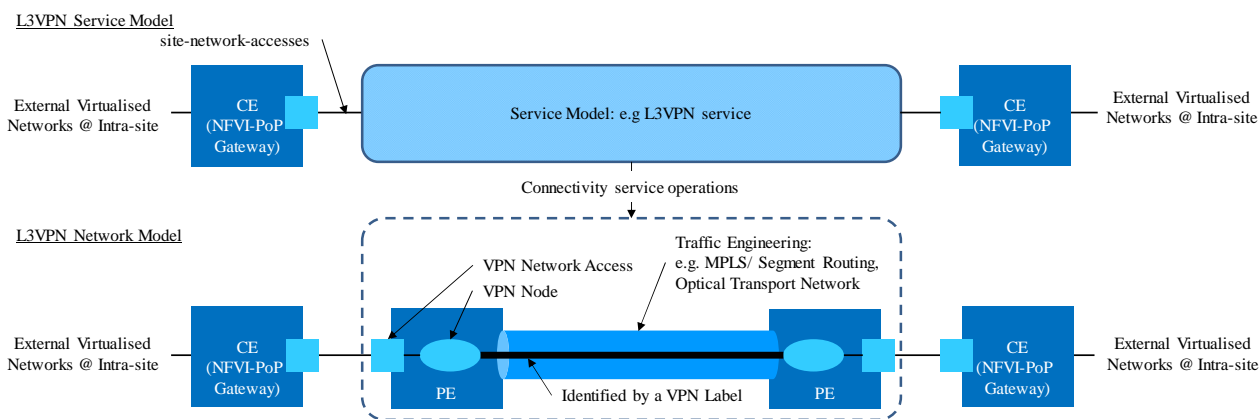 L3VPN Service Model
site-network-accesses
External Virtualised
Networks @ Intra-site
CE
(NFVI-PoP
Gateway)
Service Model: e.g L3VPN service
CE
(NFVI-PoP
Gateway)
External Virtualised
Networks @ Intra-site
Connectivity service operations
L3VPN Network Model
Traffic Engineering:
e.g. MPLS/ Segment Routing,
Optical Transport Network
VPN Network Access
VPN Node
External Virtualised
Networks @ Intra-site
CE
(NFVI-PoP
Gateway)
PE
Identified by a VPN Label
PE
CE
(NFVI-PoP
Gateway)
External Virtualised
Networks @ Intra-site